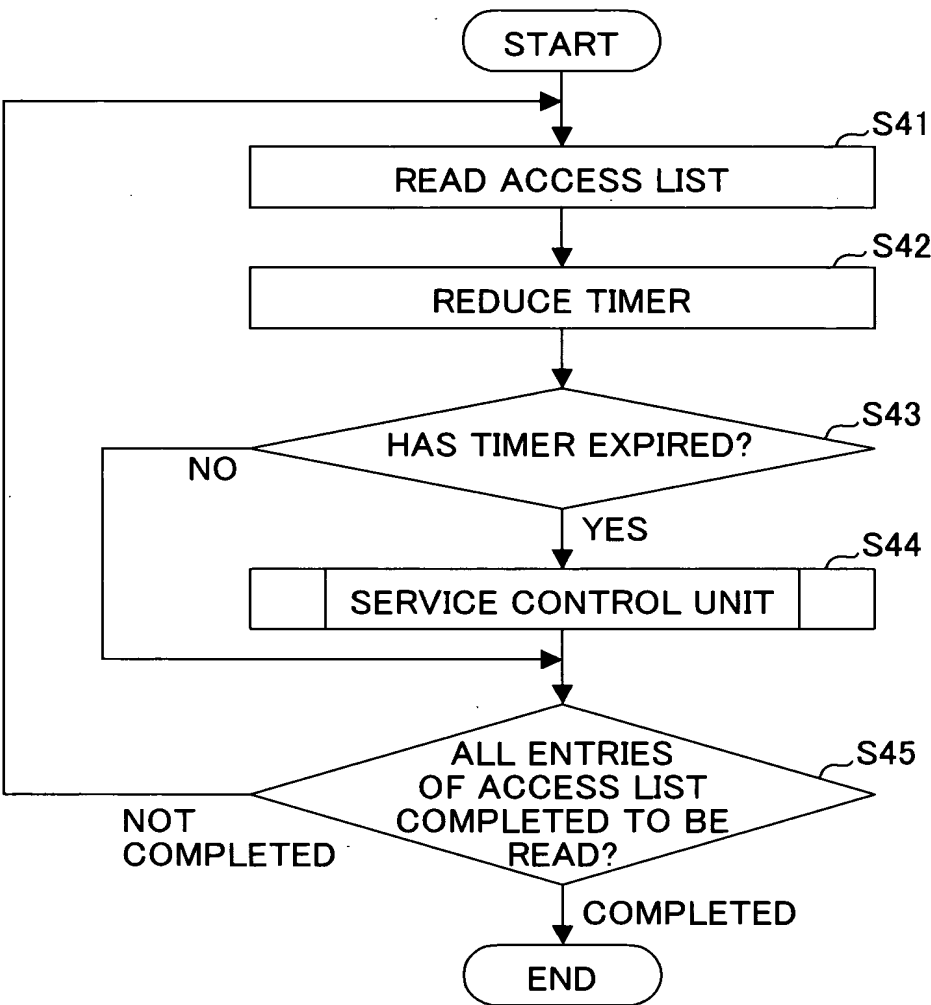 START
S41
READ ACCESS LIST
S42
REDUCE TIMER
S43
HAS TIMER EXPIRED?
NO
YES
S44
SERVICE CONTROL UNIT
S45
ALL ENTRIES
OF ACCESS LIST
COMPLETED TO BE
READ?
NOT
COMPLETED
COMPLETED
END